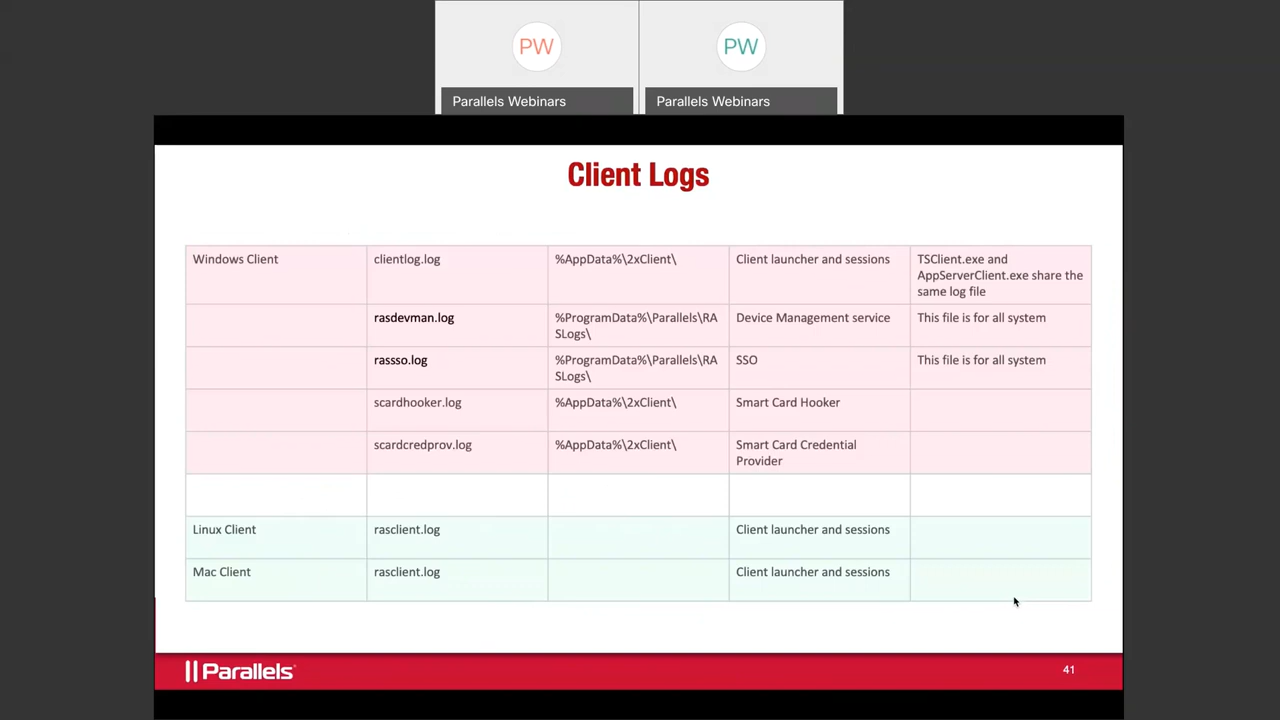 PW
PW
Parallels Webinars
Parallels Webinars
Client Logs
Windows Client
clientlog.log
%AppData%\2xClient\
Client launcher and sessions
TSClient.exe and
AppServerClient.exe share the
same log file
rasdevman.log
%ProgramData%\Parallels\RA
SLogs\
Device Management service
This file is for all system
rassso.log
%ProgramData%\Parallels\RA
SLogs\
SSO
This file is for all system
scardhooker.log
%AppData%\2xClient\
Smart Card Hooker
scardcredprov.log
%AppData%\2xClient\
Smart Card Credential
Provider
Linux Client
rasclient.log
Client launcher and sessions
Mac Client
rasclient.log
Client launcher and sessions
Parallels®
41